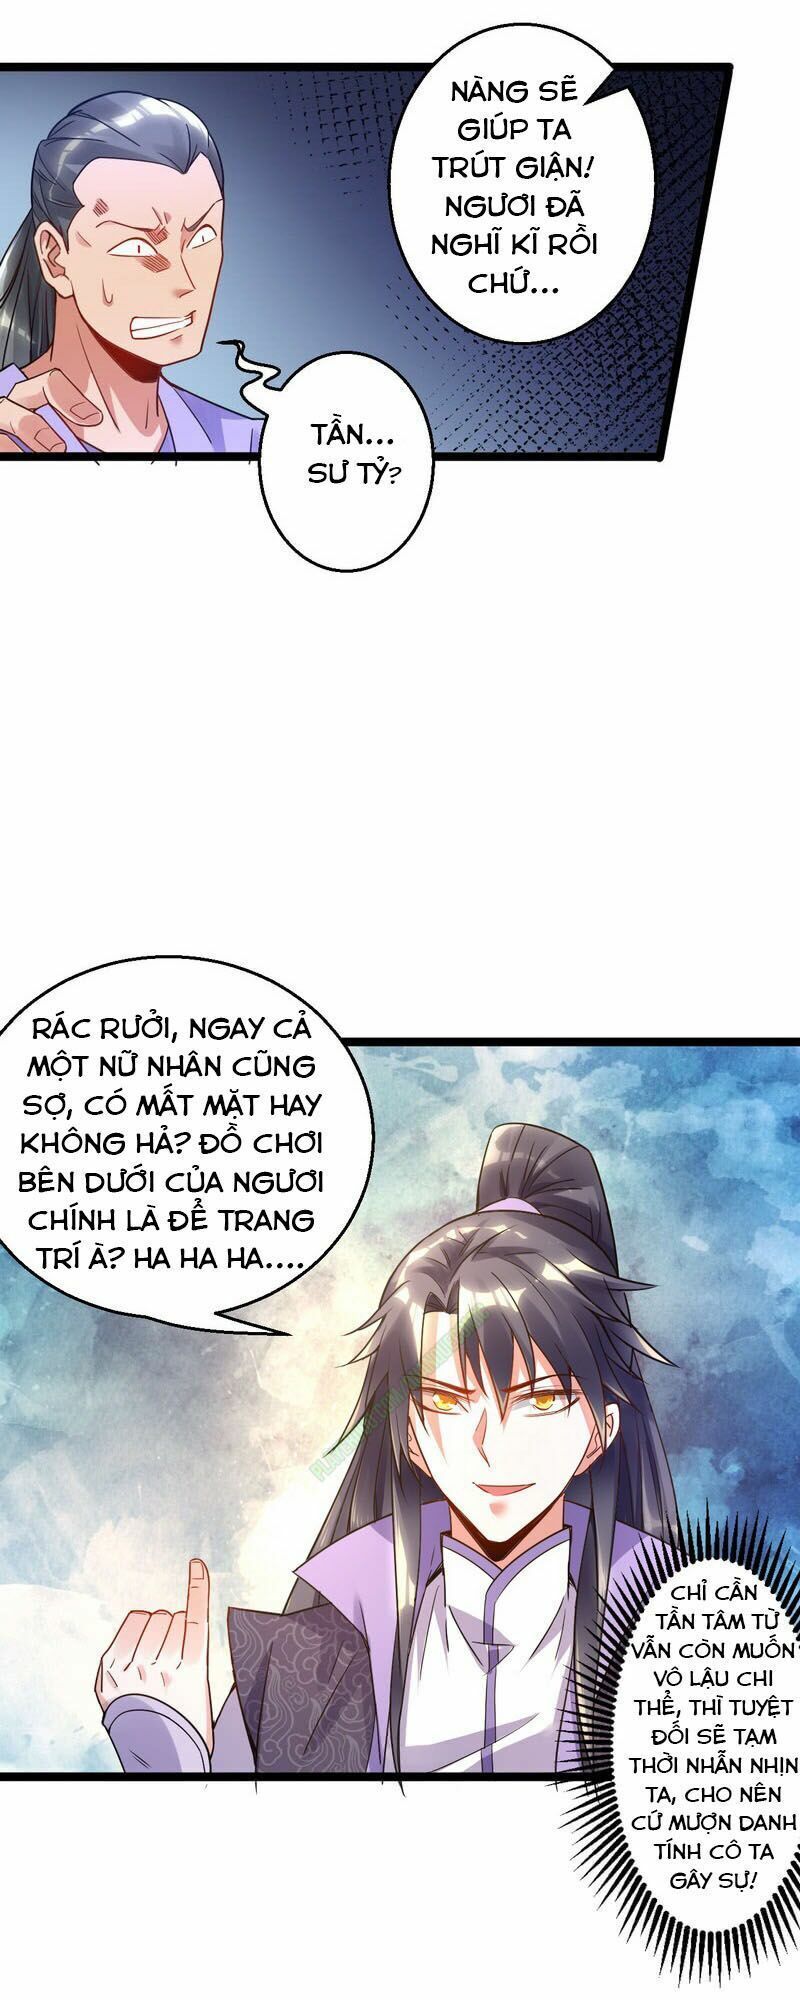 NÀNG SẼ
GIÚP TA
TRÚT GIẬN!
NGƯƠI ĐÃ
NGHĨ KĨ RỒI
CHỨ...
TẦN...
SƯ TỶ?
RÁC RƯỞI, NGAY CẢ
MỘT NỮ NHÂN CŨNG
SỢ, CÓ MẤT MẶT HAY
KHÔNG HẢ? ĐỒ CHƠI
BÊN DƯỚI CỦA NGƯƠI
CHÍNH LÀ ĐỂ TRANG
TRÍ À? HA HA HA....
CHỈ CẦN
TẦN TÂM TỪ
VẪN CÒN MUỐN
VÔ LẬU CHI
THỂ, THÌ TUYỆT
ĐỐI SẼ TẠM
THỜI NHẪN NHỊN
TA, CHO NÊN
CỨ MƯỢN DANH
TÍNH CÔ TA
GÂY SỰ!